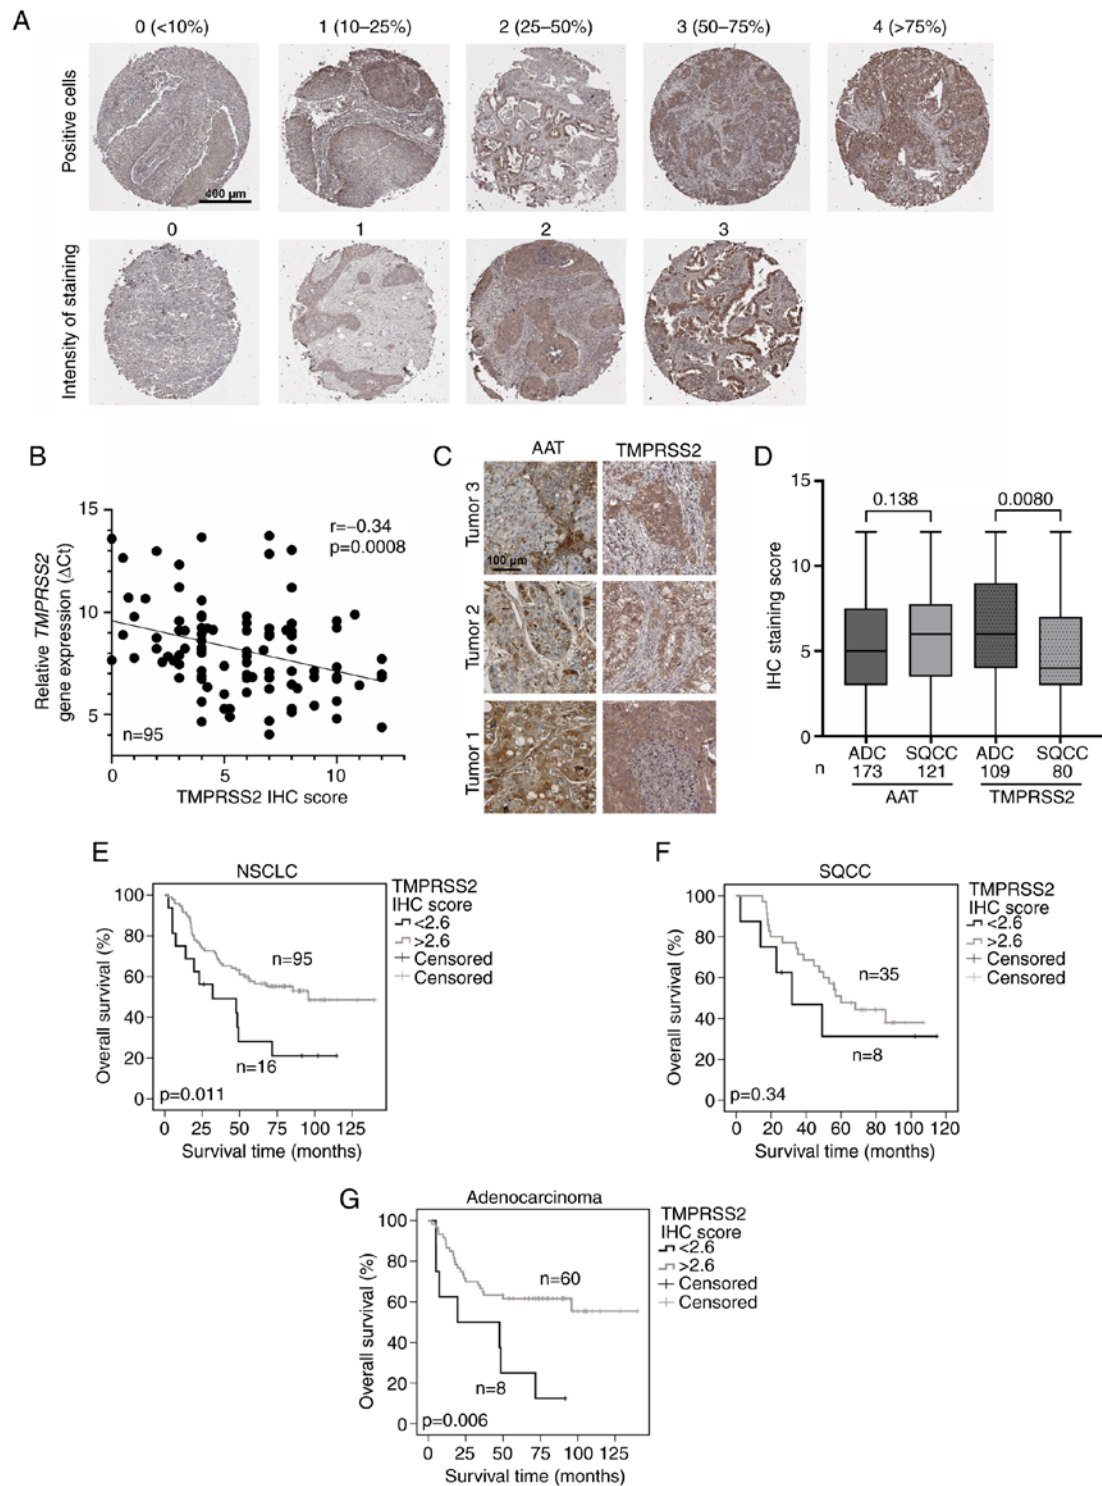 A
0 (<10%) 1 (10–25%) 2 (25–50%) 3 (50–75%) 4 (>75%)
Positive cells
400 µm
0 1 2 3
Intensity of staining
B
15
10
5
0 5 10
r=−0.34
p=0.0008
n=95
Relative TMPRSS2
gene expression (ΔCt)
TMPRSS2 IHC score
C
AAT TMPRSS2
Tumor 3
100 µm
Tumor 2
Tumor 1
D
15
10
5
0
IHC staining score
0.138 0.0080
ADC SQCC ADC SQCC
n 173 121 109 80
AAT TMPRSS2
E
NSCLC
100
80
60
40
20
0
Overall survival (%)
n=95
n=16
p=0.011
0 25 50 75 100 125
Survival time (months)
TMPRSS2
IHC score
<2.6
>2.6
Censored
Censored
F
SQCC
100
80
60
40
20
0
Overall survival (%)
n=35
n=8
p=0.34
0 20 40 60 80 100 120
Survival time (months)
TMPRSS2
IHC score
<2.6
>2.6
Censored
Censored
G
Adenocarcinoma
100
80
60
40
20
0
Overall survival (%)
n=60
n=8
p=0.006
0 25 50 75 100 125
Survival time (months)
TMPRSS2
IHC score
<2.6
>2.6
Censored
Censored